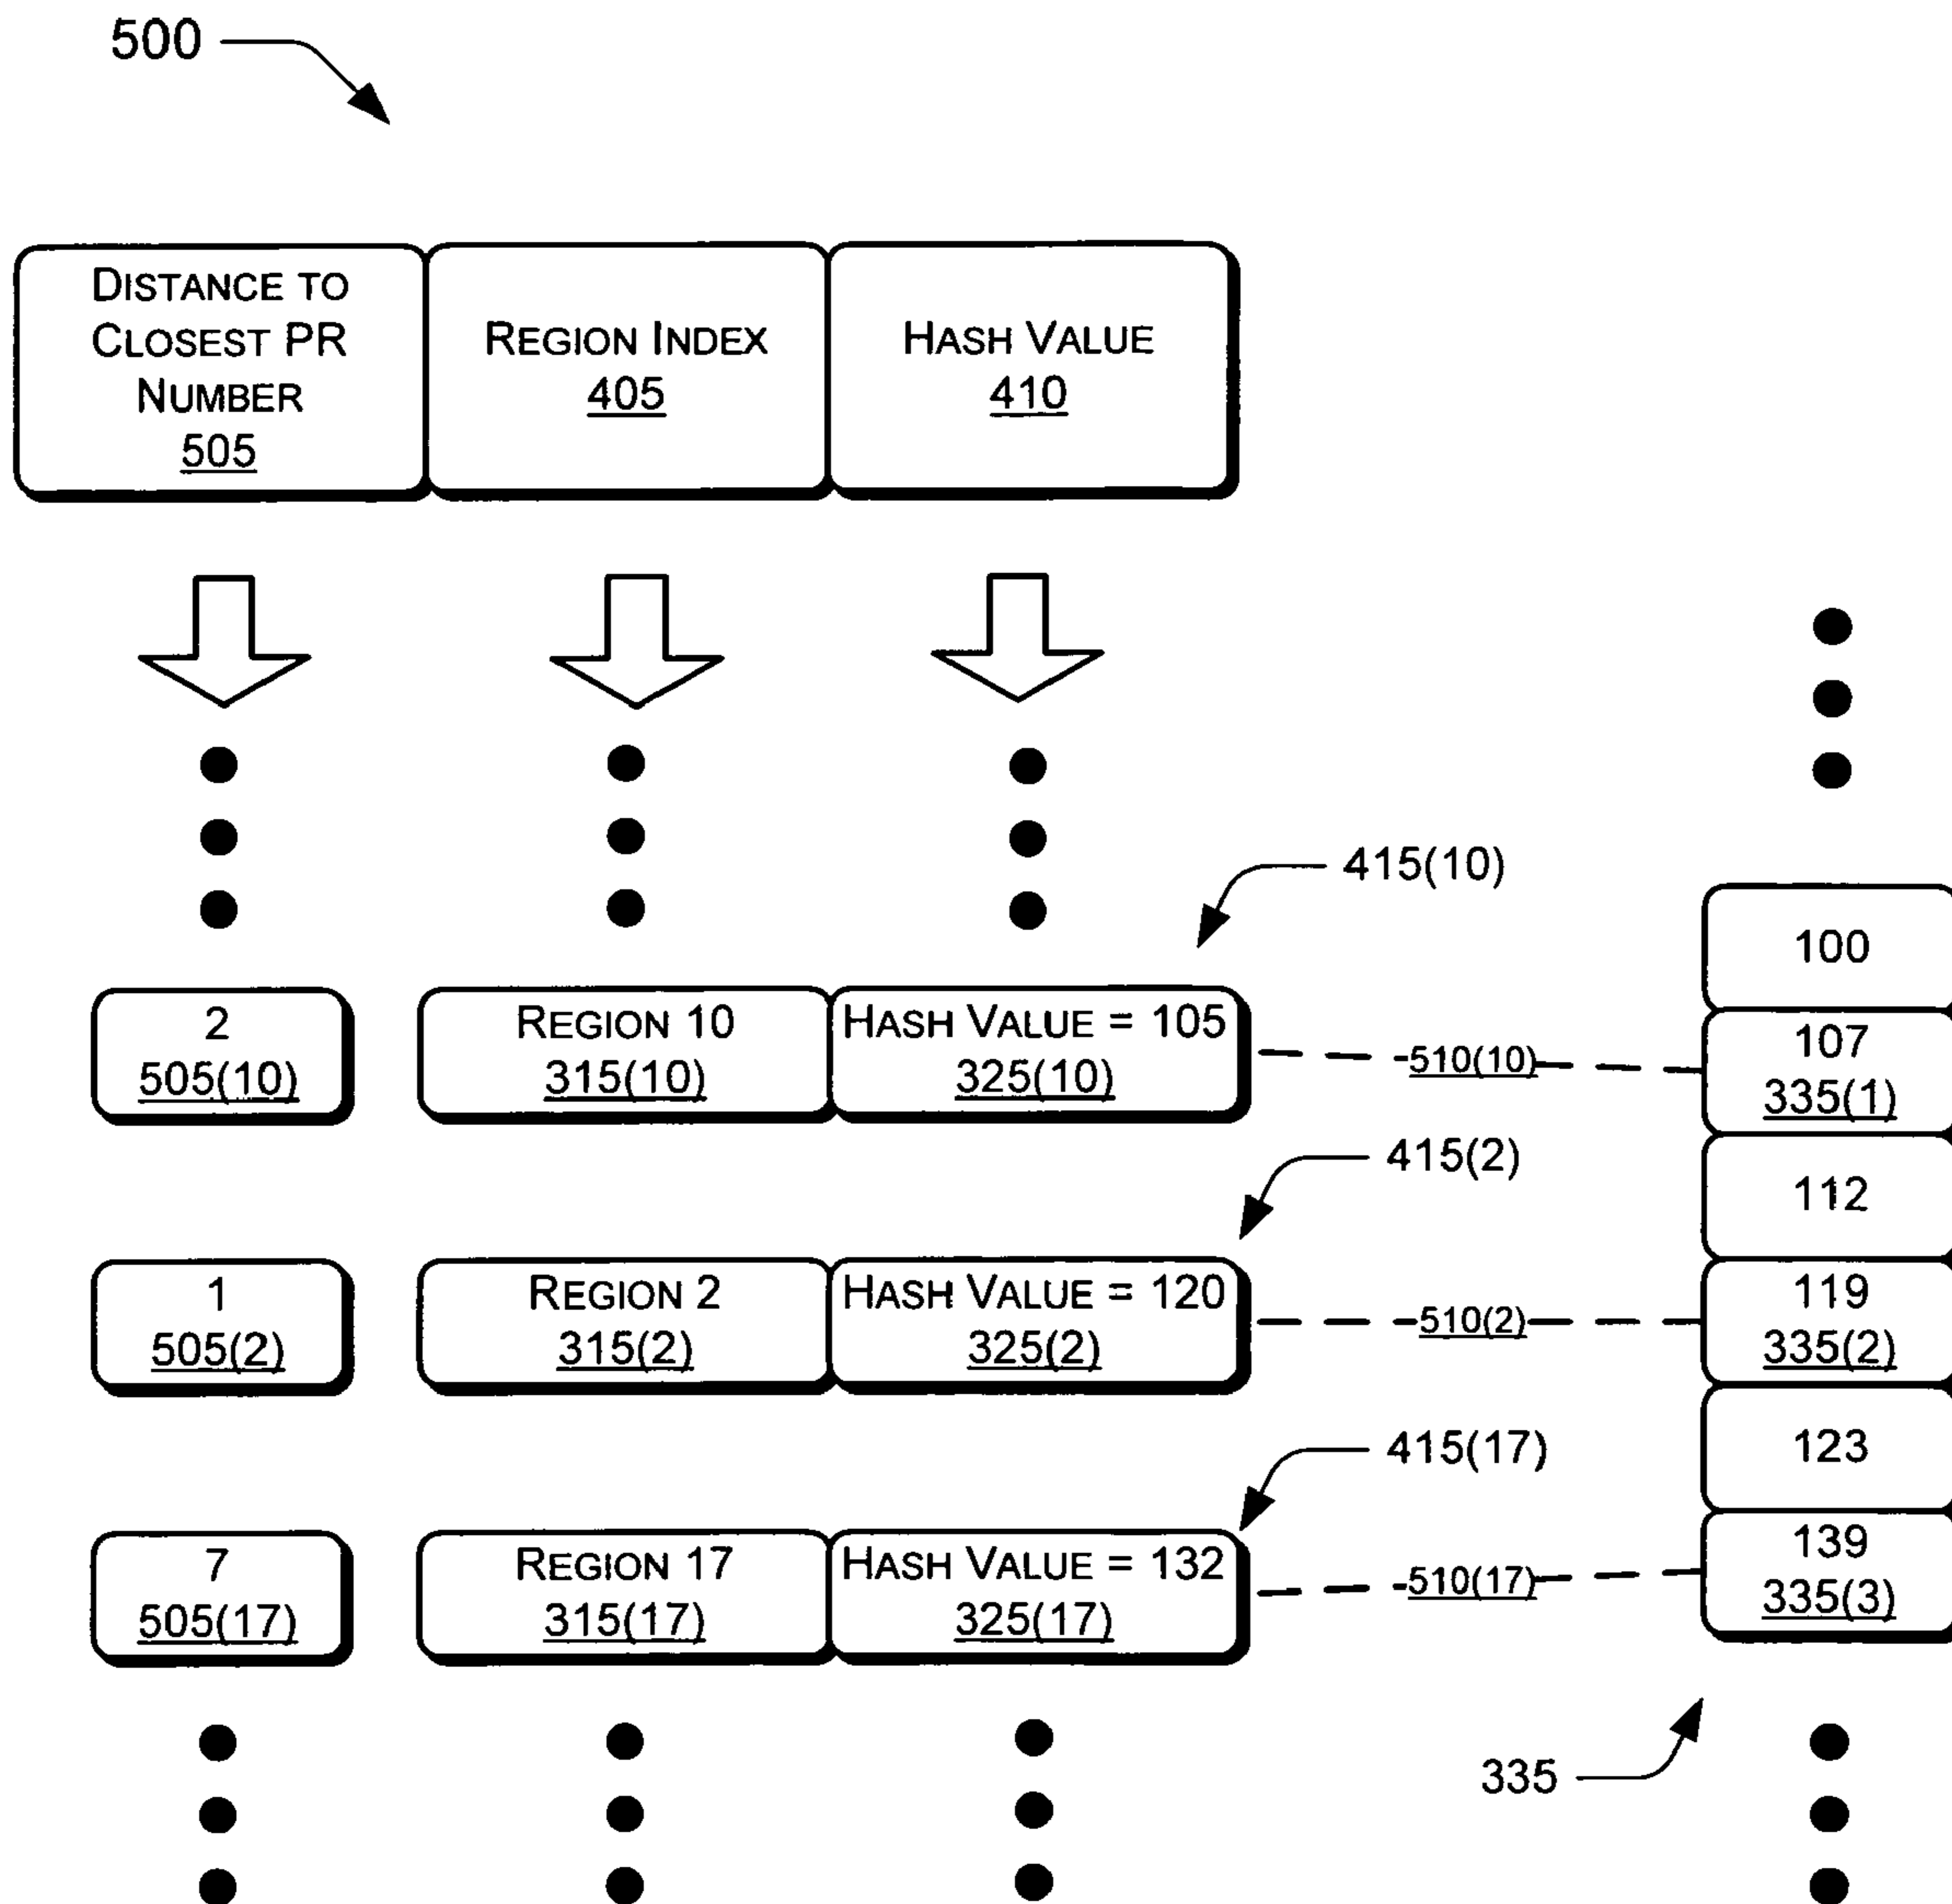 500
DISTANCE TO
CLOSEST PR
NUMBER
505
REGION INDEX
405
HASH VALUE
410
415(10)
100
2
505(10)
REGION 10
315(10)
HASH VALUE = 105
325(10)
510(10)
107
335(1)
415(2)
112
1
505(2)
REGION 2
315(2)
HASH VALUE = 120
325(2)
510(2)
119
335(2)
415(17)
123
7
505(17)
REGION 17
315(17)
HASH VALUE = 132
325(17)
510(17)
139
335(3)
335